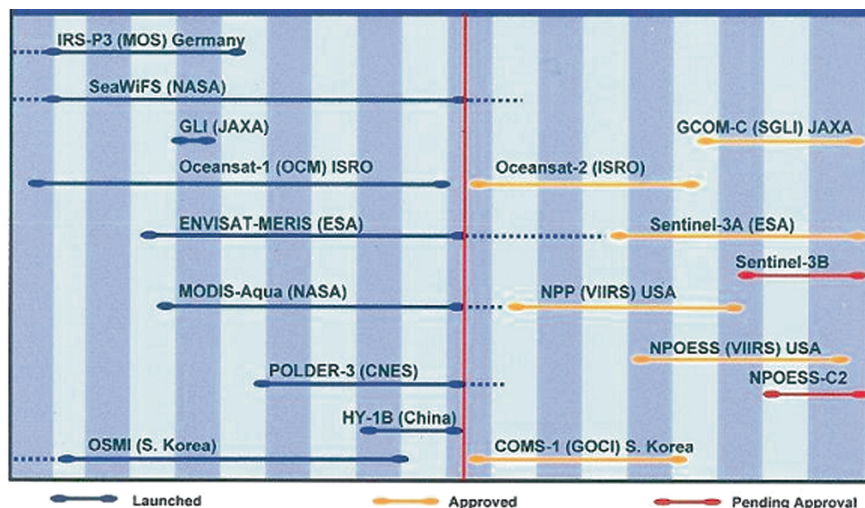 IRS-P3 (MOS) Germany
SeaWiFS (NASA)
GLI (JAXA)
GCOM-C (SGLI) JAXA
Oceansat-1 (OCM) ISRO
Oceansat-2 (ISRO)
ENVISAT-MERIS (ESA)
Sentinel-3A (ESA)
Sentinel-3B
MODIS-Aqua (NASA)
NPP (VIIRS) USA
NPOESS (VIIRS) USA
POLDER-3 (CNES)
NPOESS-C2
HY-1B (China)
OSMI (S. Korea)
COMS-1 (GOCI) S. Korea
Launched
Approved
Pending Approval